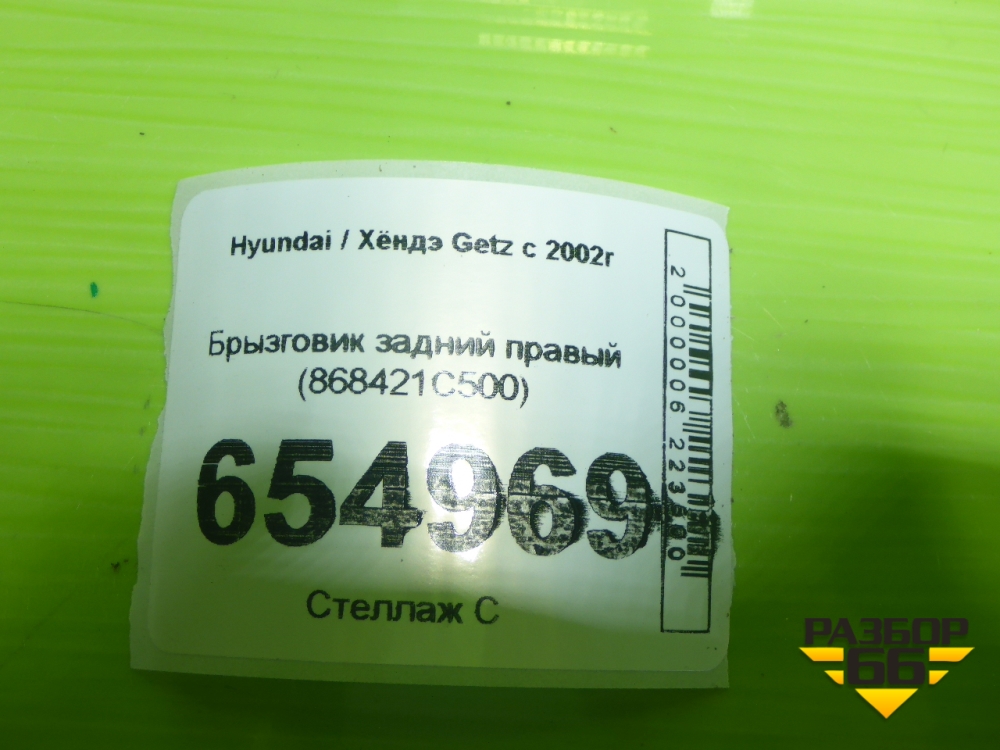 Hyundai / Хёндэ Getz с 2002г
Брызговик задний правый
(868421C500)
654969
Стеллаж С
РАЗБОР
66